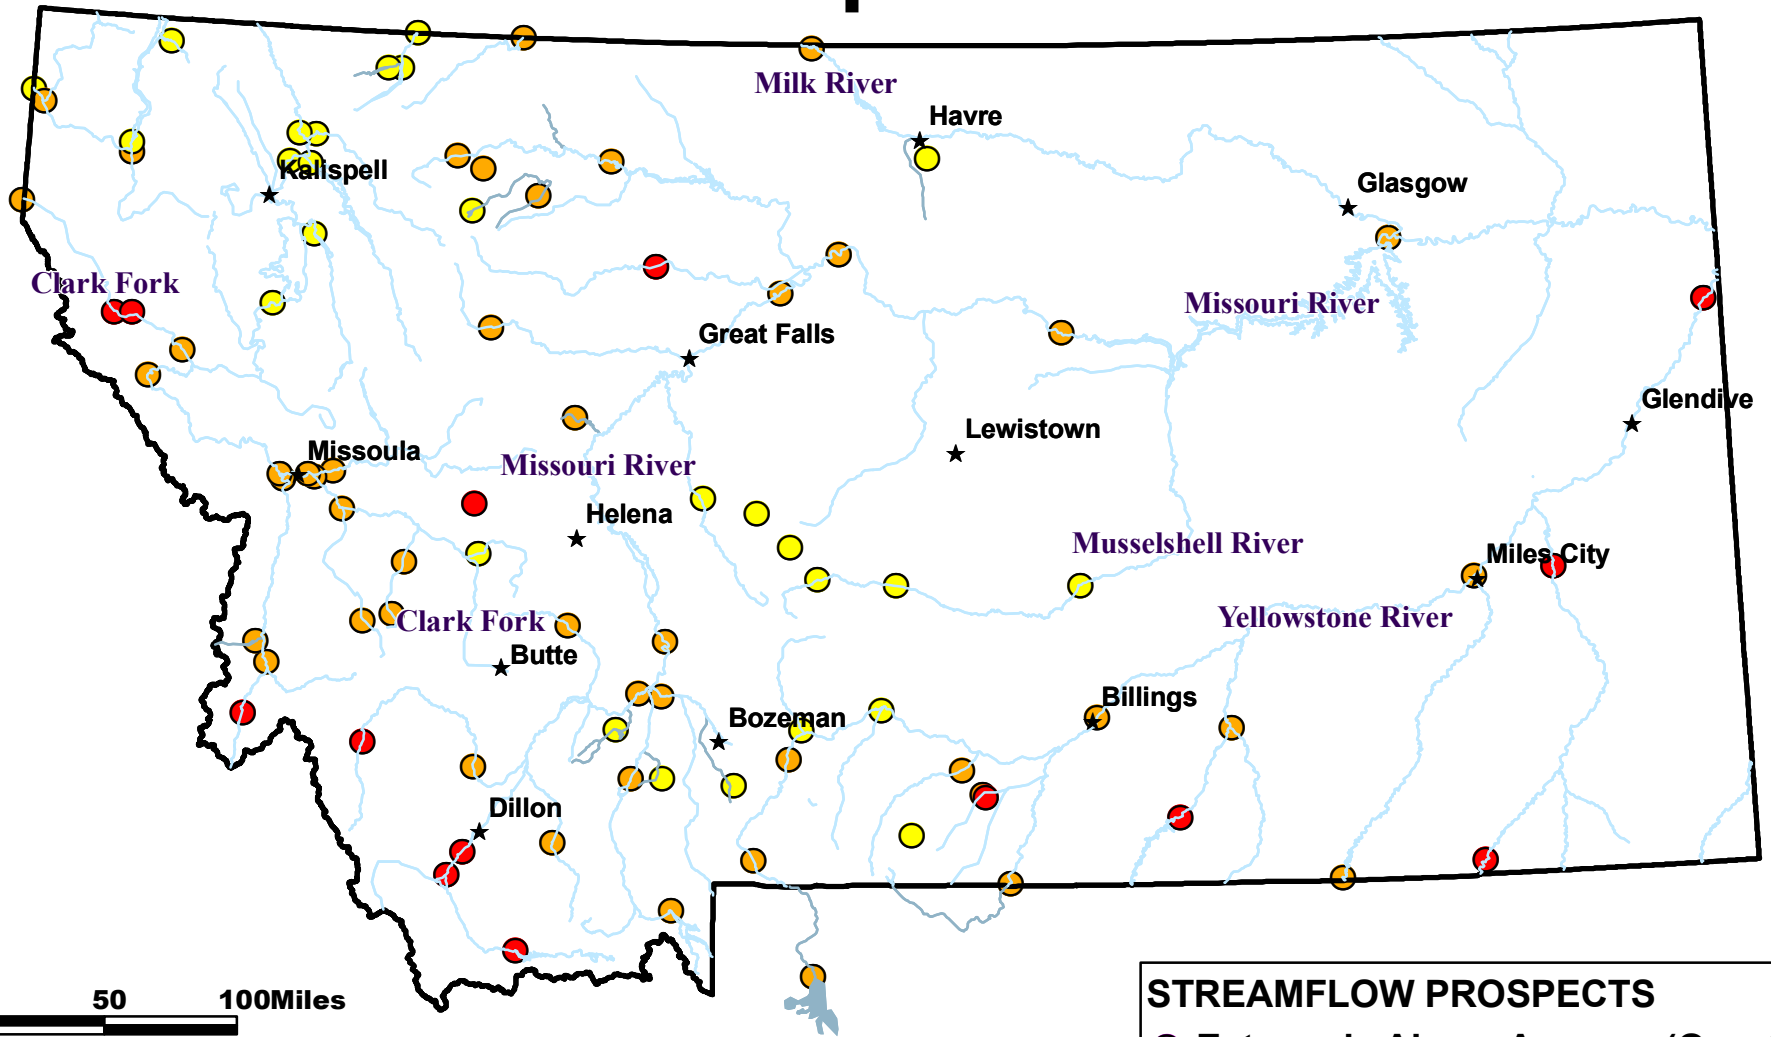 Milk River
Havre
Kalispell
Glasgow
Clark Fork
Missouri River
Great Falls
Glendive
Lewistown
Missoula
Missouri River
Helena
Musselshell River
Miles City
Clark Fork
Yellowstone River
Butte
Billings
Bozeman
Dillon
50 100Miles
STREAMFLOW PROSPECTS